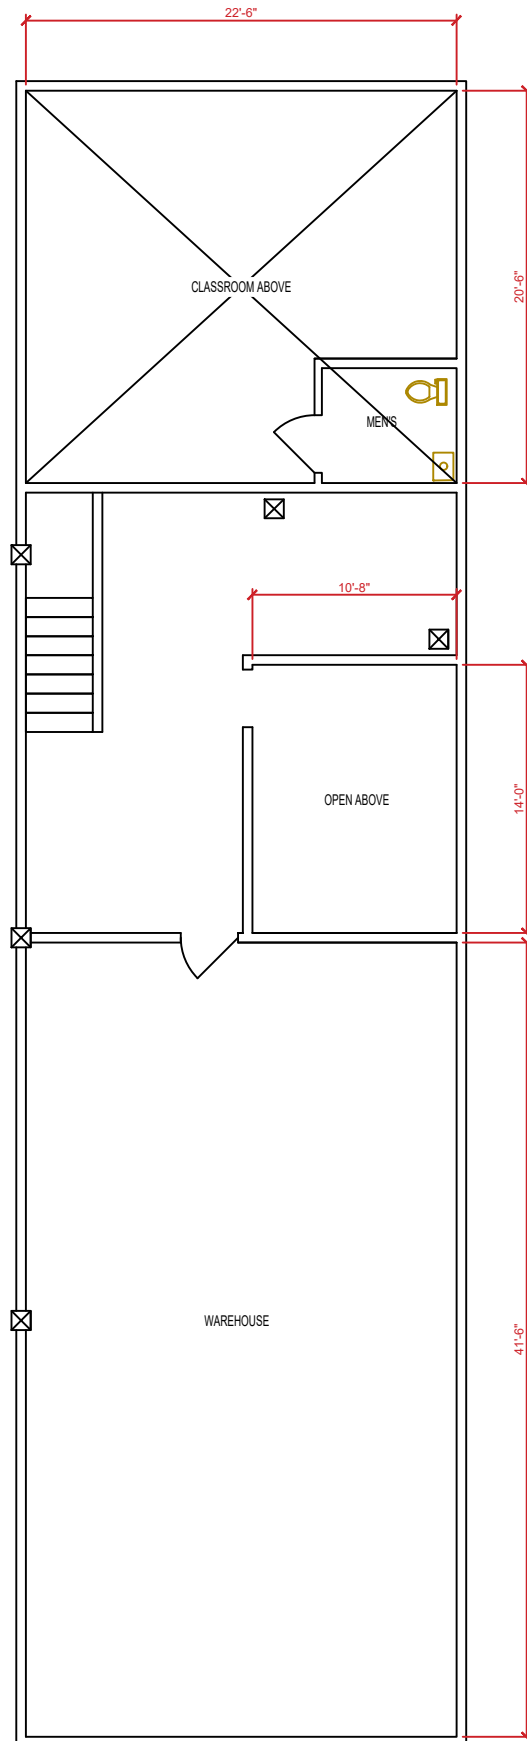 22'-6"
CLASSROOM ABOVE
20'-6"
MEN'S
10'-8"
OPEN ABOVE
14'-0"
WAREHOUSE
41'-6"